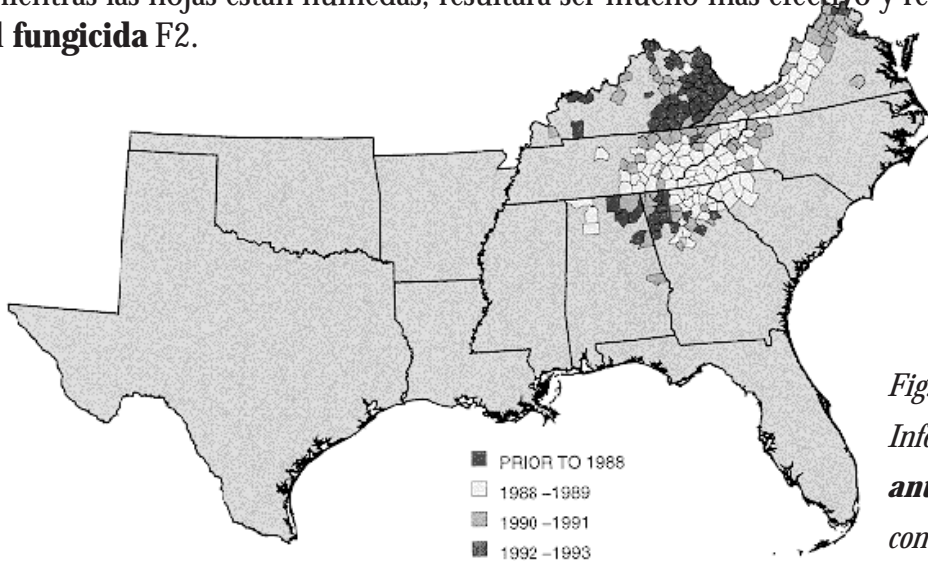 mientras las hojas están húmedas, resultará ser mucho más efectivo y re
l fungicida F2.
PRIOR TO 1988
1988 –1989
1990 –1991
1992 –1993
Fig
Info
ant
con